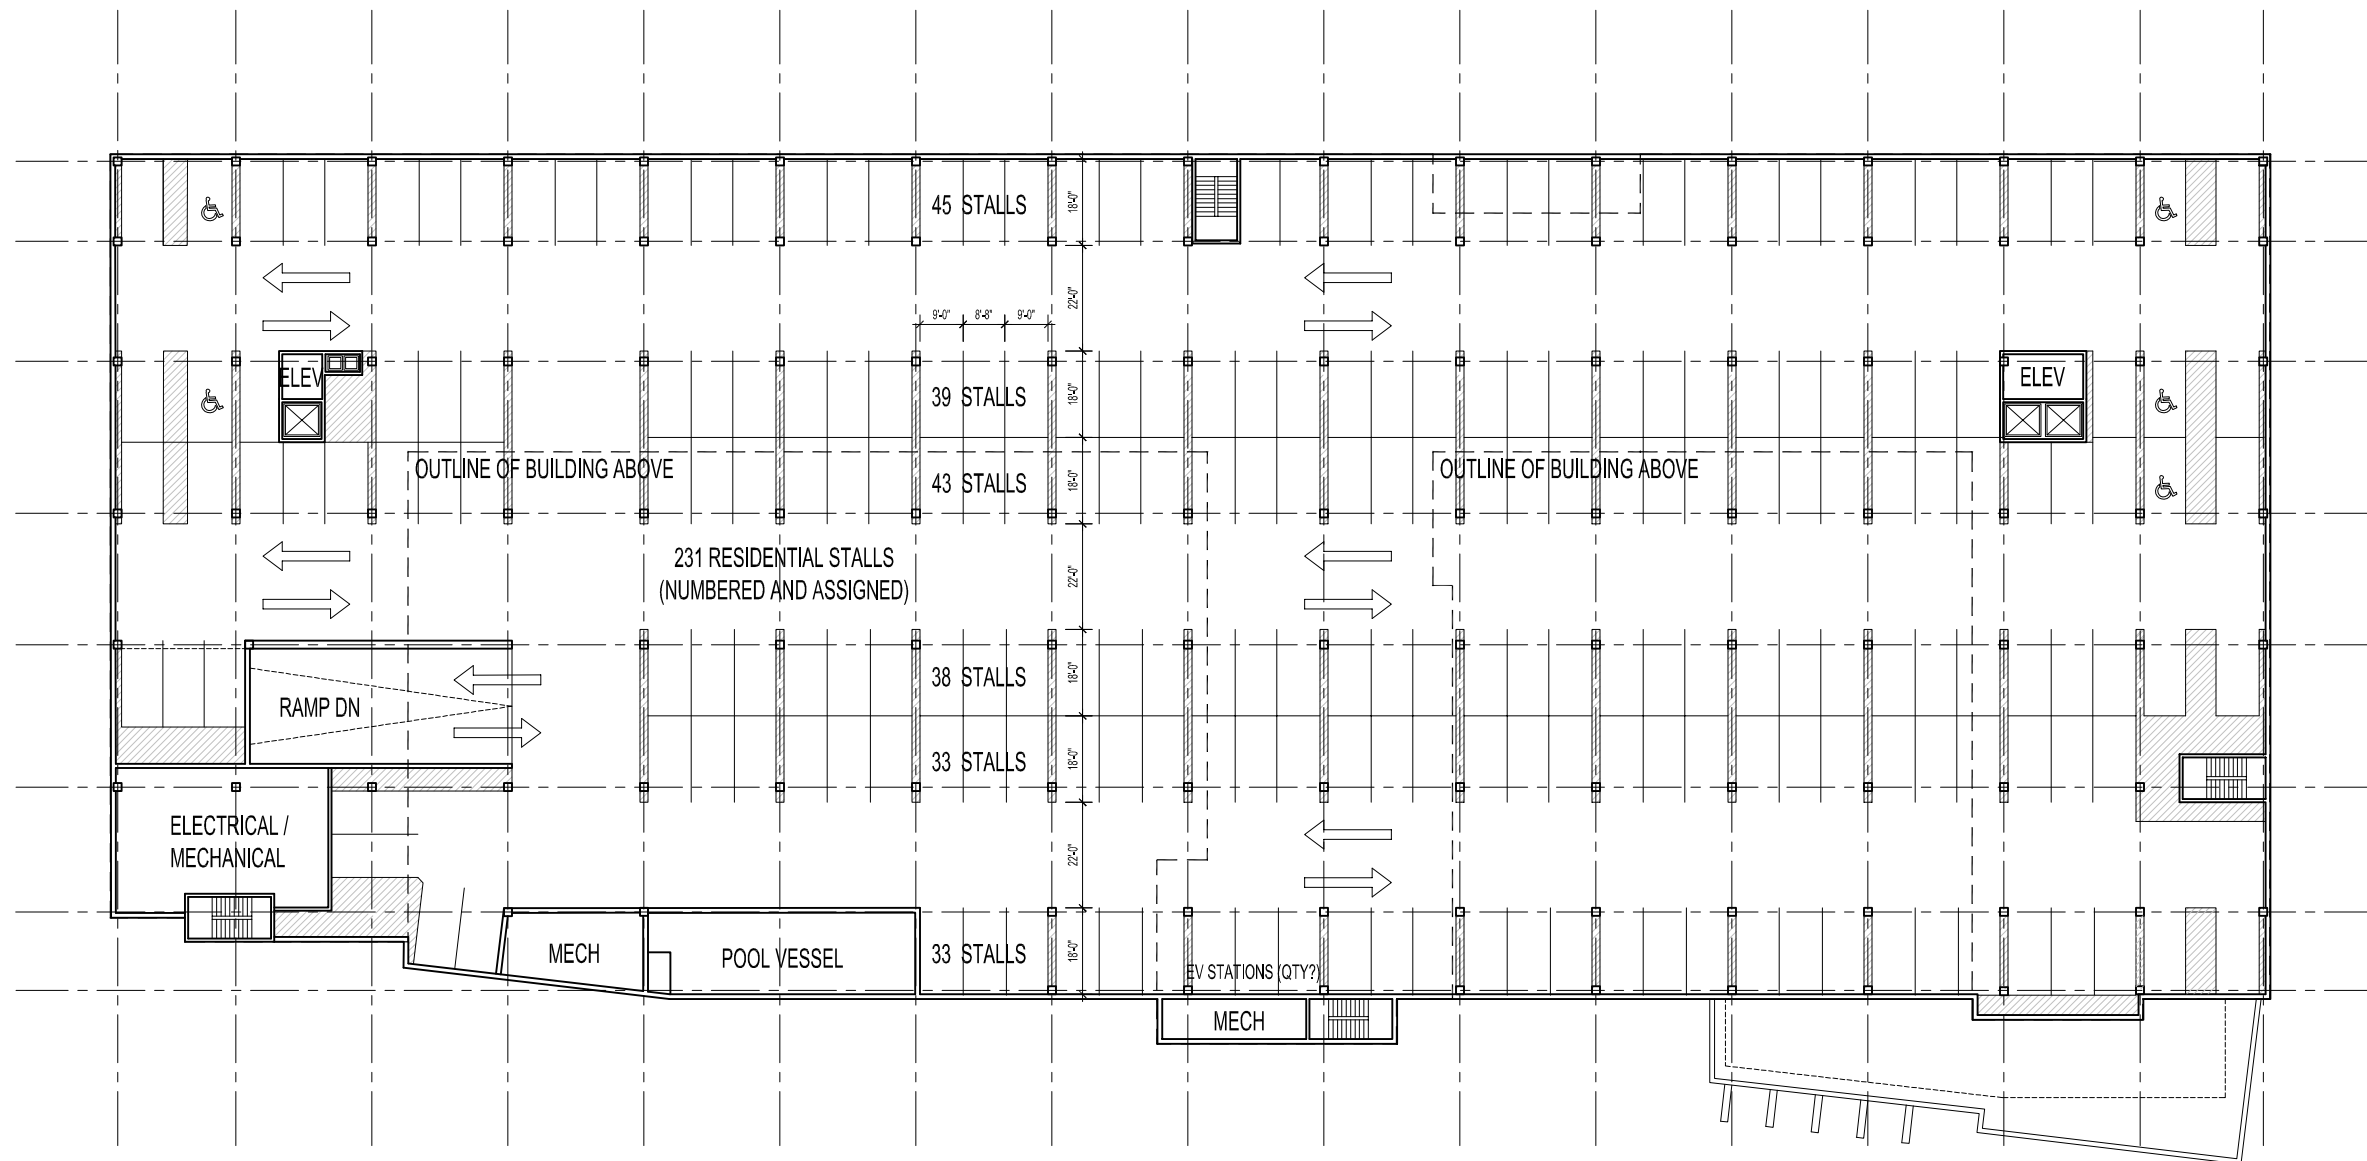 45 STALLS
18'-0"
22'-0"
9'-0" 8'-8" 9'-0"
ELEV
39 STALLS
18'-0"
ELEV
OUTLINE OF BUILDING ABOVE
43 STALLS
18'-0"
OUTLINE OF BUILDING ABOVE
231 RESIDENTIAL STALLS
(NUMBERED AND ASSIGNED)
22'-0"
38 STALLS
18'-0"
RAMP DN
33 STALLS
18'-0"
ELECTRICAL /
MECHANICAL
22'-0"
MECH
POOL VESSEL
33 STALLS
18'-0"
EV STATIONS (QTY?)
MECH